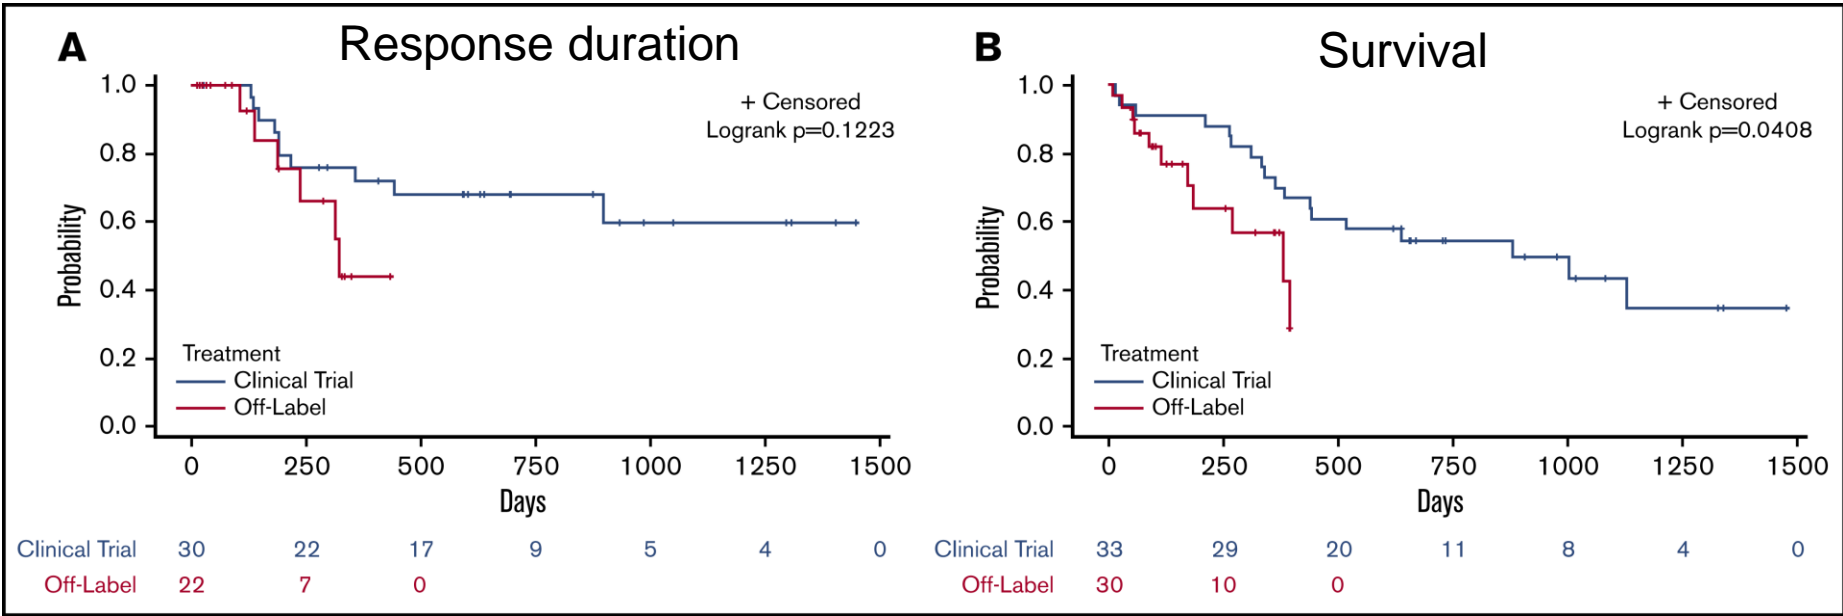 A Response duration
1.0
0.8
0.6
0.4
0.2
0.0
Probability
+ Censored
Logrank p=0.1223
Treatment
Clinical Trial
Off-Label
0 250 500 750 1000 1250 1500
Days
Clinical Trial 30 22 17 9 5 4 0
Off-Label 22 7 0
B Survival
1.0
0.8
0.6
0.4
0.2
0.0
Probability
+ Censored
Logrank p=0.0408
Treatment
Clinical Trial
Off-Label
0 250 500 750 1000 1250 1500
Days
Clinical Trial 33 29 20 11 8 4 0
Off-Label 30 10 0